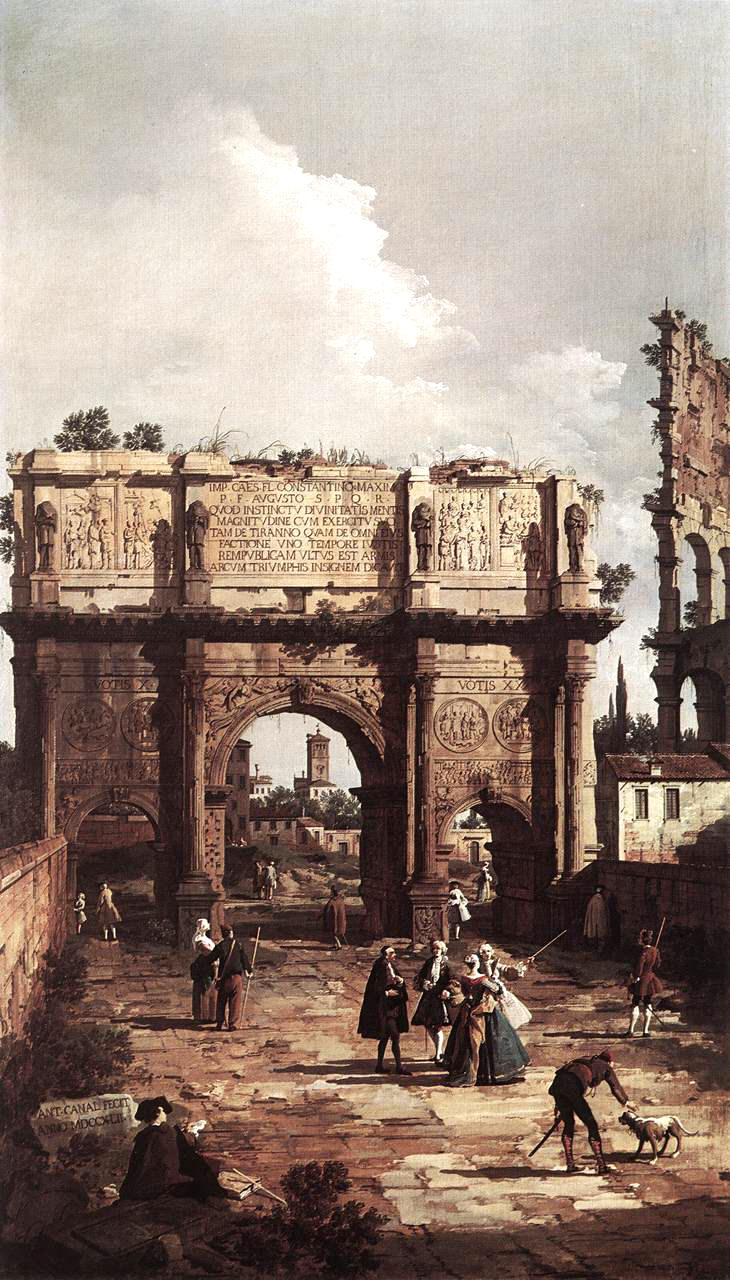 IMP. CAES. FL. CONSTANTINO. MAXIMO
P. F. AVGVSTO S. P. Q. R.
QVOD INSTINCTV DIVINITATIS MENTIS
MAGNITVDINE CVM EXERCITV SVO
TAM DE TIRANNO QVAM DE OMNI EIVS
FACTIONE VNO TEMPORE IVSTIS
REMPVBLICAM VLTVS EST ARMIS
ARCVM TRIVMPHIS INSIGNEM DICAVIT
VOTIS X
VOTIS XX
ANT. CANAL FECIT
ANNO MDCCXLII